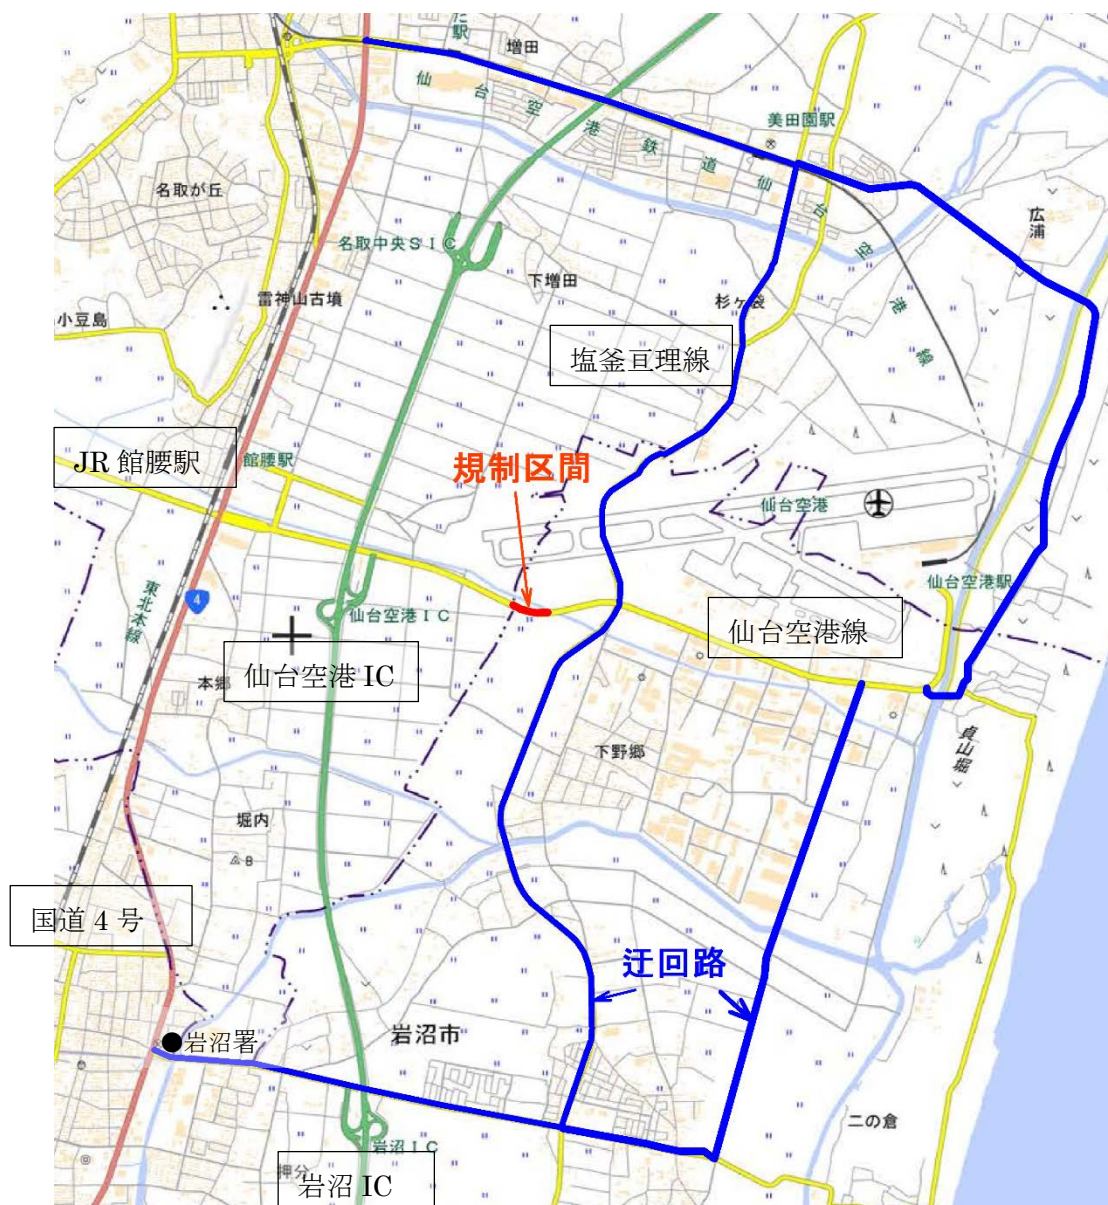 た駅
増田
仙台空港鉄道仙台空港線
美田園駅
広浦
名取が丘
名取中央SIC
下増田
雷神山古墳
小豆島
杉ケ袋
塩釜亘理線
JR 館腰駅
館腰駅
規制区間
仙台空港
4
東北本線
仙台空港IC
仙台空港駅
仙台空港線
仙台空港 IC
本郷
下野郷
貞山堀
堀内
B
国道 4 号
迂回路
岩沼署
岩沼市
二の倉
岩沼IC
押分
岩沼 IC